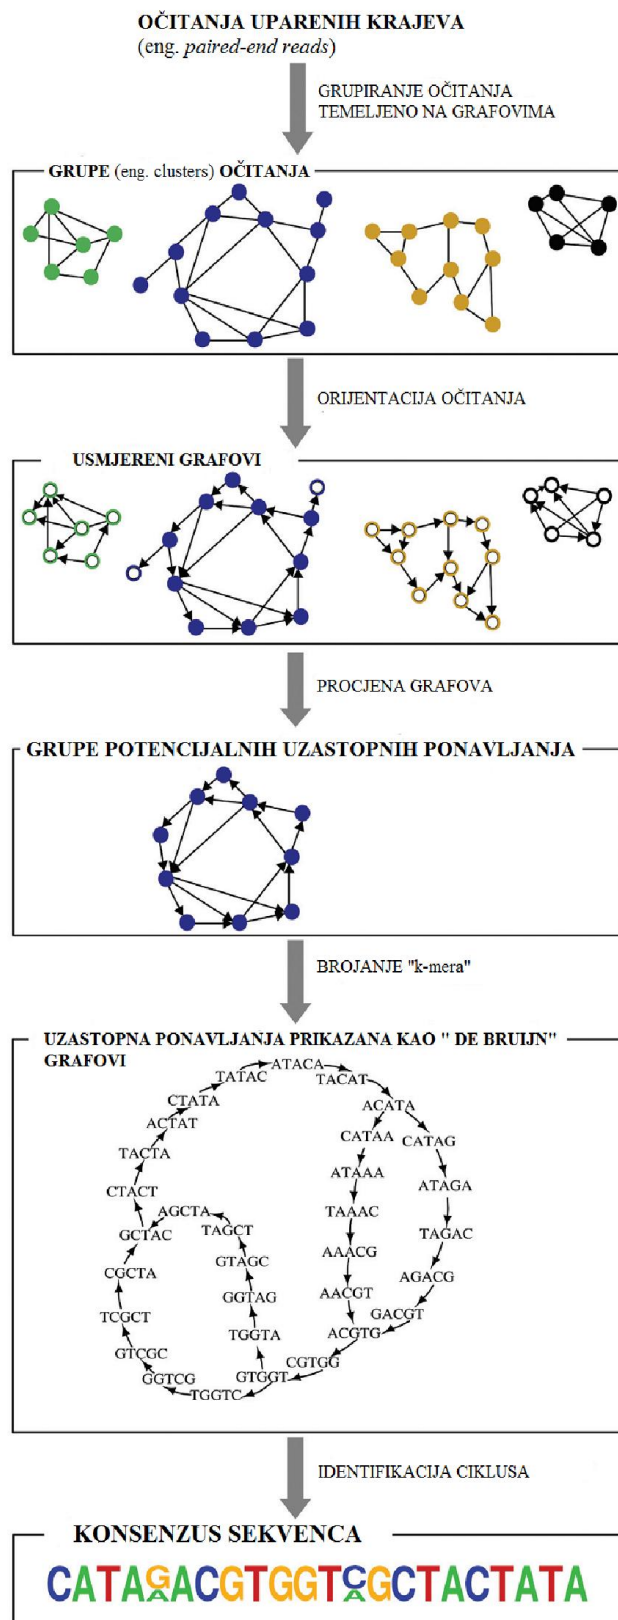 OČITANJA UPARENIH KRAJEVA
(eng. paired-end reads)
GRUPIRANJE OČITANJA
TEMELJENO NA GRAFOVIMA
GRUPE (eng. clusters) OČITANJA
ORIJENTACIJA OČITANJA
USMJERENI GRAFOVI
PROCJENA GRAFOVA
GRUPE POTENCIJALNIH UZASTOPNIH PONAVLJANJA
BROJANJE "k-mera"
UZASTOPNA PONAVLJANJA PRIKAZANA KAO " DE BRUIJN"
GRAFOVI
ATACA
TATAC
TACAT
CTATA
ACATA
ACTAT
CATAA
CATAG
TACTA
ATAAA
ATAGA
CTACT
AGCTA
TAAAC
GCTAC
TAGCT
TAGAC
AAACG
GTAGC
CGCTA
AGACG
GGTAG
AACGT
TCGCT
GACGT
TGGTA
ACGTG
GTCGC
CGTGG
GGTCG
GTGGT
TGGTC
IDENTIFIKACIJA CIKLUSA
KONSENZUS SEKVENCA
CATAGACGTGGTCGCTACTATA
A A